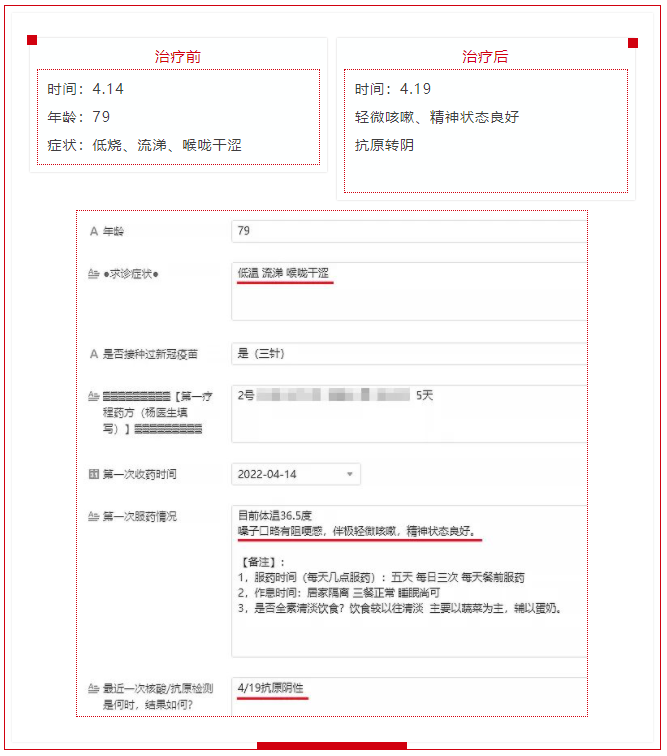 治疗前
时间：4.14
年龄：79
症状：低烧、流涕、喉咙干涩
治疗后
时间：4.19
轻微咳嗽、精神状态良好
抗原转阴
A 年龄
79
●求诊症状●
低温 流涕 喉咙干涩
A 是否接种过新冠疫苗
是（三针）
【第一疗
程药方（杨医生填
写）】
2号
5天
第一次收药时间
2022-04-14
第一次服药情况
目前体温36.5度
嗓子口略有阻哽感，伴极轻微咳嗽，精神状态良好。
【备注】：
1，服药时间（每天几点服药）：五天 每日三次 每天餐前服药
2，作息时间：居家隔离 三餐正常 睡眠尚可
3，是否全素清淡饮食？饮食较以往清淡 主要以蔬菜为主，辅以蛋奶。
最近一次核酸/抗原检测
是何时，结果如何？
4/19抗原阴性